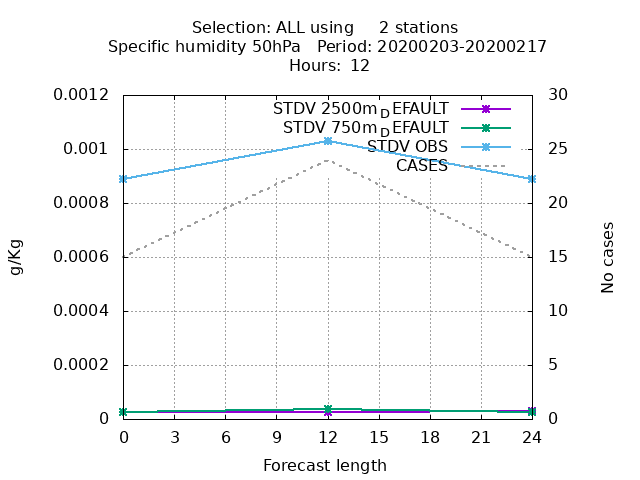 Selection: ALL using     2 stations
Specific humidity 50hPa   Period: 20200203-20200217
Hours: 12
0.0012
0.001
0.0008
0.0006
0.0004
0.0002
0
g/Kg
STDV 2500m_DEFAULT
STDV 750m_DEFAULT
STDV OBS
CASES
30
25
20
15
10
5
0
No cases
0 3 6 9 12 15 18 21 24
Forecast length